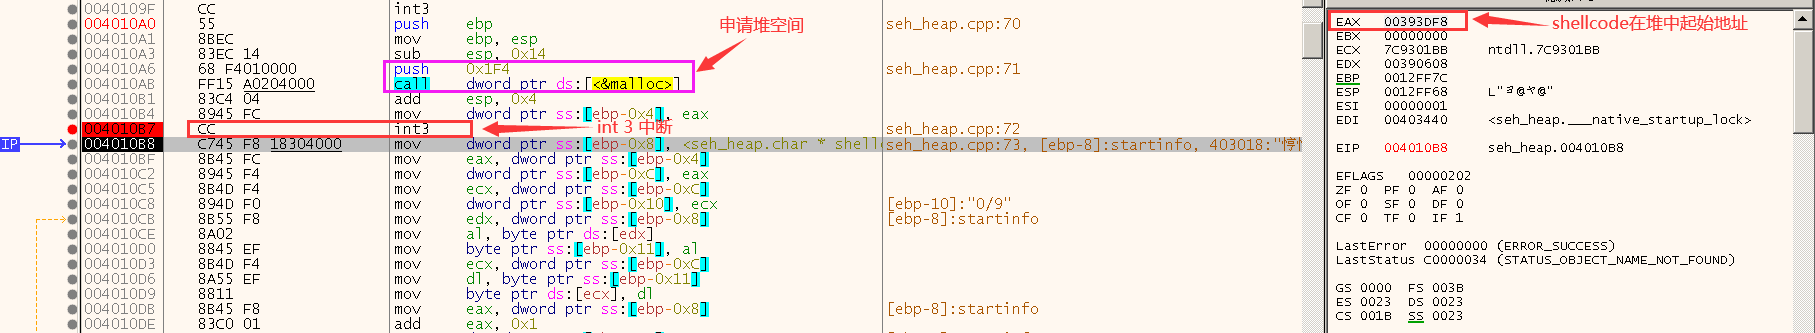 0040109F CC int3
004010A0 55 push ebp seh_heap.cpp:70
004010A1 8BEC mov ebp, esp
004010A3 83EC 14 sub esp, 0x14
004010A6 68 F4010000 push 0x1F4 seh_heap.cpp:71
004010AB FF15 A0204000 call dword ptr ds:[<&malloc>]
004010B1 83C4 04 add esp, 0x4
004010B4 8945 FC mov dword ptr ss:[ebp-0x4], eax
004010B7 CC int3 seh_heap.cpp:72
004010B8 C745 F8 18304000 mov dword ptr ss:[ebp-0x8], <seh_heap.char * shell seh_heap.cpp:73, [ebp-8]:startinfo, 403018:"
004010BF 8B45 FC mov eax, dword ptr ss:[ebp-0x4]
004010C2 8945 F4 mov dword ptr ss:[ebp-0xC], eax
004010C5 8B4D F4 mov ecx, dword ptr ss:[ebp-0xC]
004010C8 894D F0 mov dword ptr ss:[ebp-0x10], ecx [ebp-10]:"0/9"
004010CB 8B55 F8 mov edx, dword ptr ss:[ebp-0x8] [ebp-8]:startinfo
004010CE 8A02 mov al, byte ptr ds:[edx]
004010D0 8845 EF mov byte ptr ss:[ebp-0x11], al
004010D3 8B4D F4 mov ecx, dword ptr ss:[ebp-0xC]
004010D6 8A55 EF mov dl, byte ptr ss:[ebp-0x11]
004010D9 8811 mov byte ptr ds:[ecx], dl
004010DB 8B45 F8 mov eax, dword ptr ss:[ebp-0x8] [ebp-8]:startinfo
004010DE 83C0 01 add eax, 0x1
申请堆空间
int 3 中断
IP
EAX 00393DF8
shellcode在堆中起始地址
EBX 00000000
ECX 7C9301BB ntdll.7C9301BB
EDX 00390608
EBP 0012FF7C
ESP 0012FF68
ESI 00000001
EDI 00403440 <seh_heap.___native_startup_lock>
EIP 004010B8 seh_heap.004010B8
EFLAGS 00000202
ZF 0 PF 0 AF 0
OF 0 SF 0 DF 0
CF 0 TF 0 IF 1
LastError 00000000 (ERROR_SUCCESS)
LastStatus C0000034 (STATUS_OBJECT_NAME_NOT_FOUND)
GS 0000 FS 003B
ES 0023 DS 0023
CS 001B SS 0023